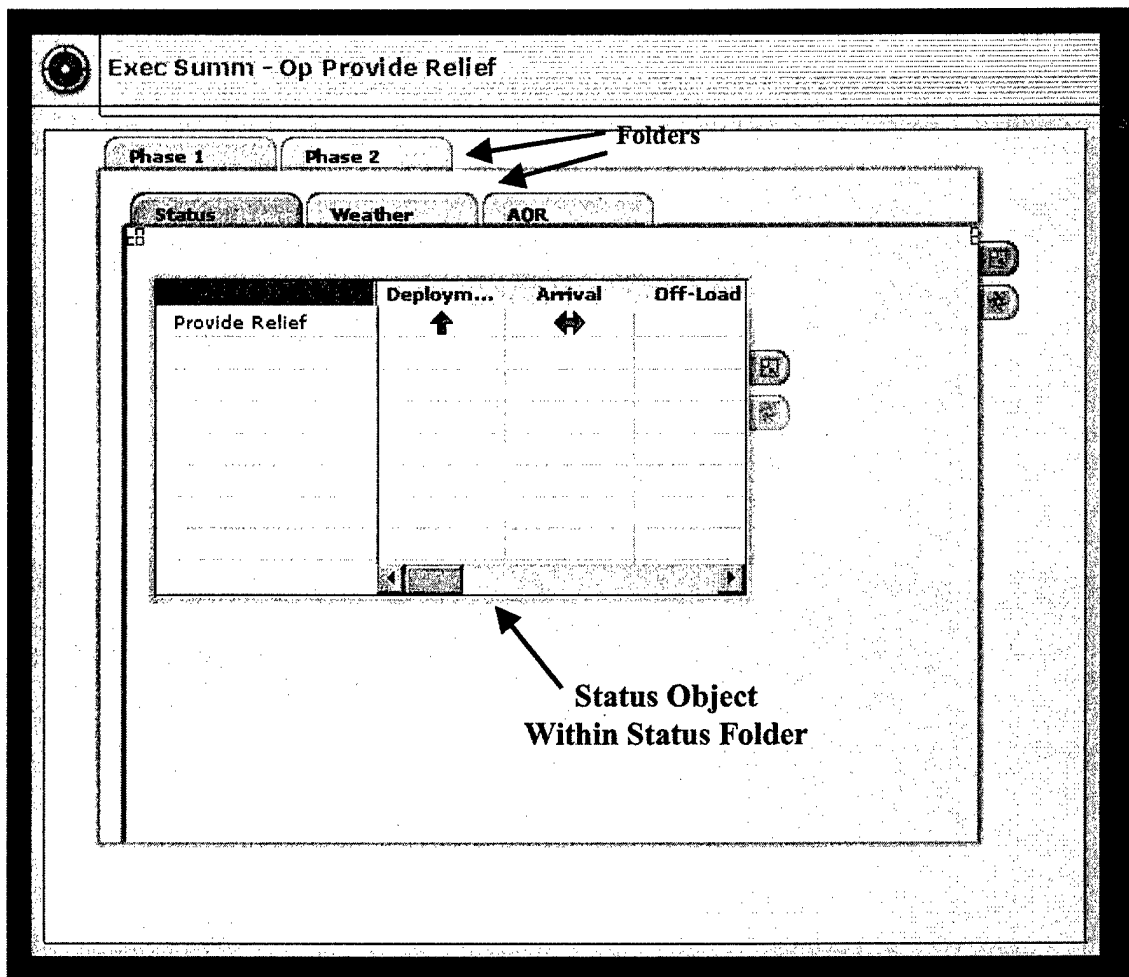 Exec Summ - Op Provide Relief
Folders
Phase 1 Phase 2
Status Weather AOR
Deploym... Arrival Off-Load
Provide Relief
Status Object
Within Status Folder